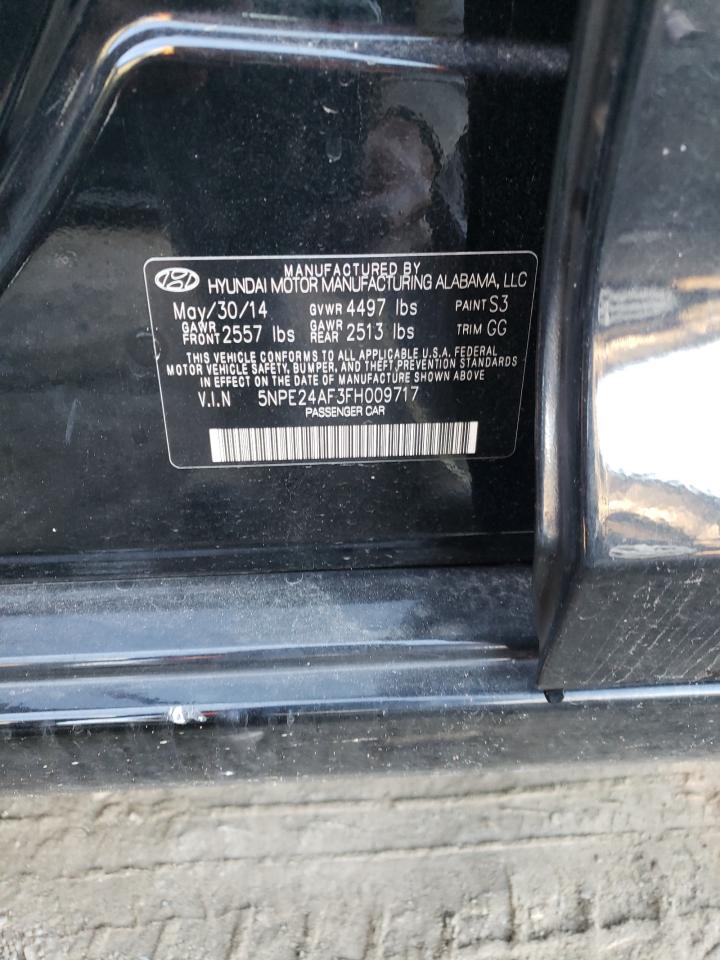 MANUFACTURED BY
HYUNDAI MOTOR MANUFACTURING ALABAMA, LLC
May/30/14 GVWR 4497 lbs PAINT S3
GAWR FRONT 2557 lbs GAWR REAR 2513 lbs TRIM GG
THIS VEHICLE CONFORMS TO ALL APPLICABLE U.S.A. FEDERAL
MOTOR VEHICLE SAFETY, BUMPER, AND THEFT PREVENTION STANDARDS
IN EFFECT ON THE DATE OF MANUFACTURE SHOWN ABOVE
V.I.N 5NPE24AF3FH009717
PASSENGER CAR